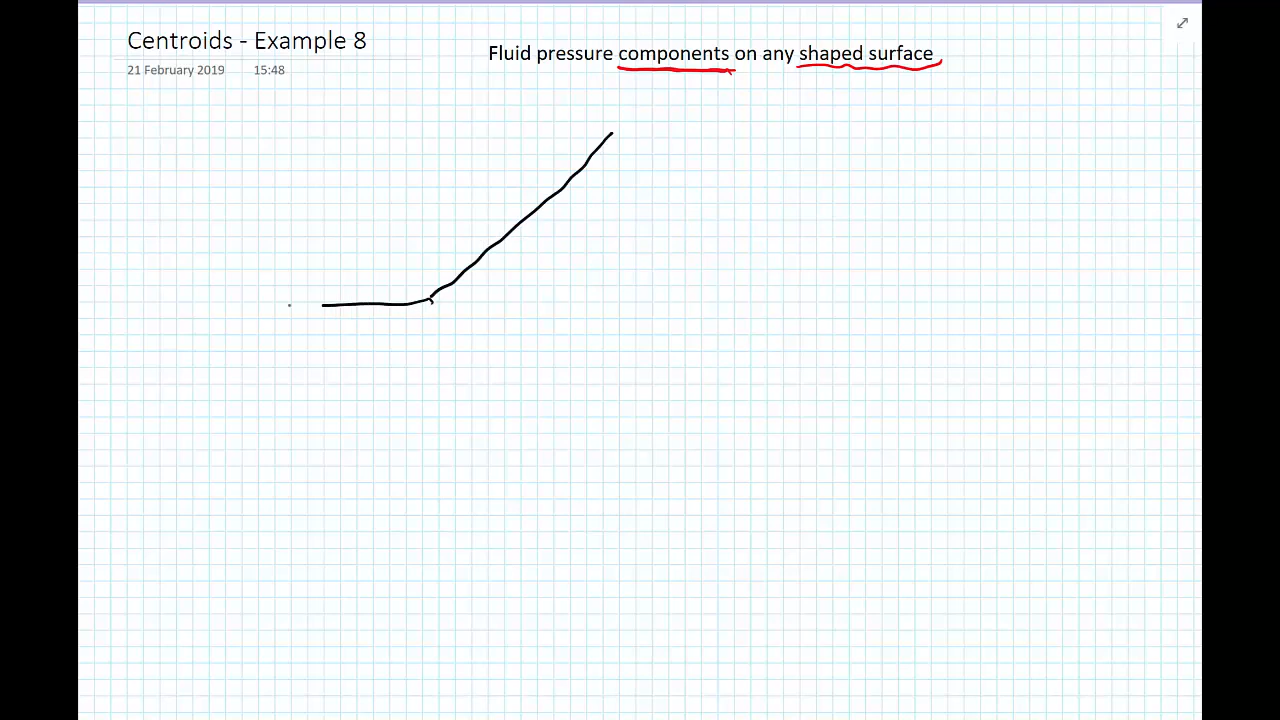 Centroids - Example 8
21 February 2019 15:48
Fluid pressure components on any shaped surface